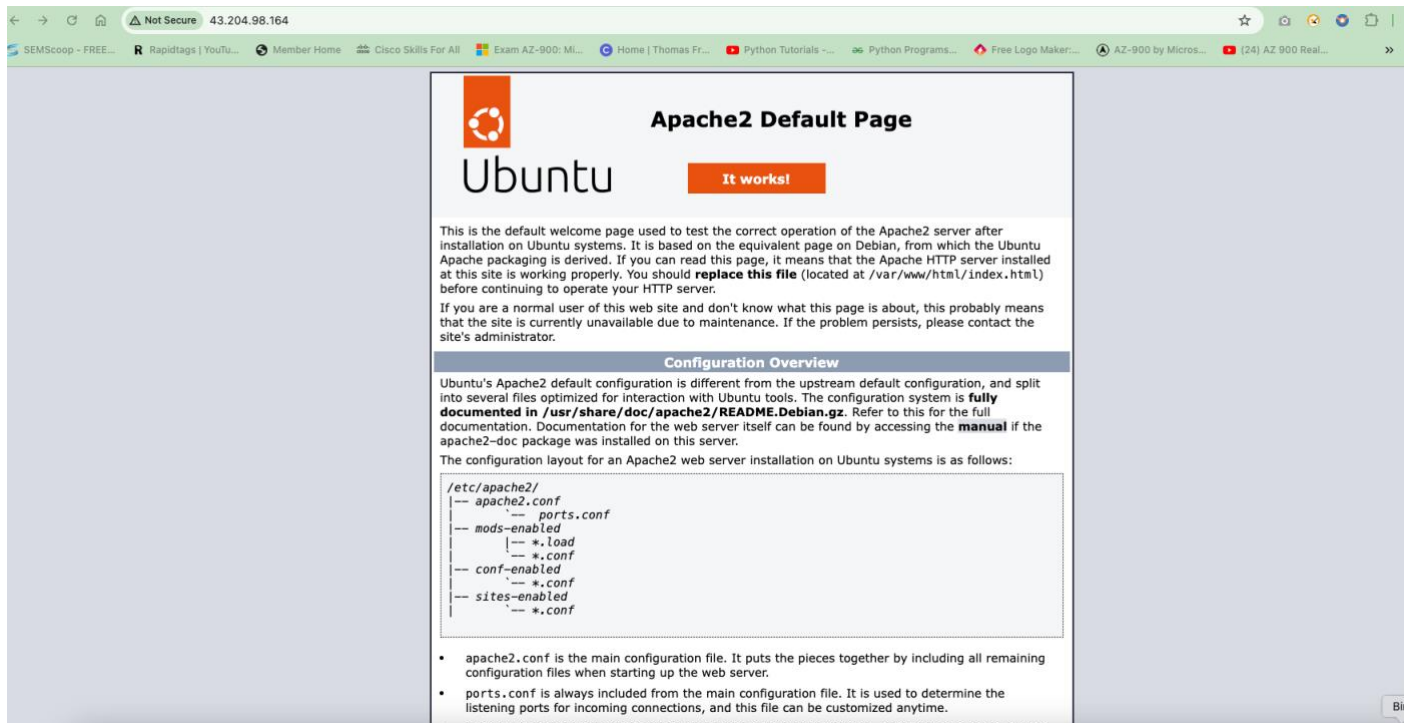 Not Secure 43.204.98.164
SEMScoop - FREE... Rapidtags | YouTu... Member Home Cisco Skills For All Exam AZ-900: Mi... Home | Thomas Fr... Python Tutorials -... Python Programs... Free Logo Maker:... AZ-900 by Micros... (24) AZ 900 Real... »
Apache2 Default Page
Ubuntu
It works!
This is the default welcome page used to test the correct operation of the Apache2 server after
installation on Ubuntu systems. It is based on the equivalent page on Debian, from which the Ubuntu
Apache packaging is derived. If you can read this page, it means that the Apache HTTP server installed
at this site is working properly. You should replace this file (located at /var/www/html/index.html)
before continuing to operate your HTTP server.
If you are a normal user of this web site and don't know what this page is about, this probably means
that the site is currently unavailable due to maintenance. If the problem persists, please contact the
site's administrator.
Configuration Overview
Ubuntu's Apache2 default configuration is different from the upstream default configuration, and split
into several files optimized for interaction with Ubuntu tools. The configuration system is fully
documented in /usr/share/doc/apache2/README.Debian.gz. Refer to this for the full
documentation. Documentation for the web server itself can be found by accessing the manual if the
apache2-doc package was installed on this server.
The configuration layout for an Apache2 web server installation on Ubuntu systems is as follows:
/etc/apache2/
|-- apache2.conf
|       `--  ports.conf
|-- mods-enabled
|       |-- *.load
|       `-- *.conf
|-- conf-enabled
|       `-- *.conf
|-- sites-enabled
|       `-- *.conf
• apache2.conf is the main configuration file. It puts the pieces together by including all remaining
configuration files when starting up the web server.
• ports.conf is always included from the main configuration file. It is used to determine the
listening ports for incoming connections, and this file can be customized anytime.